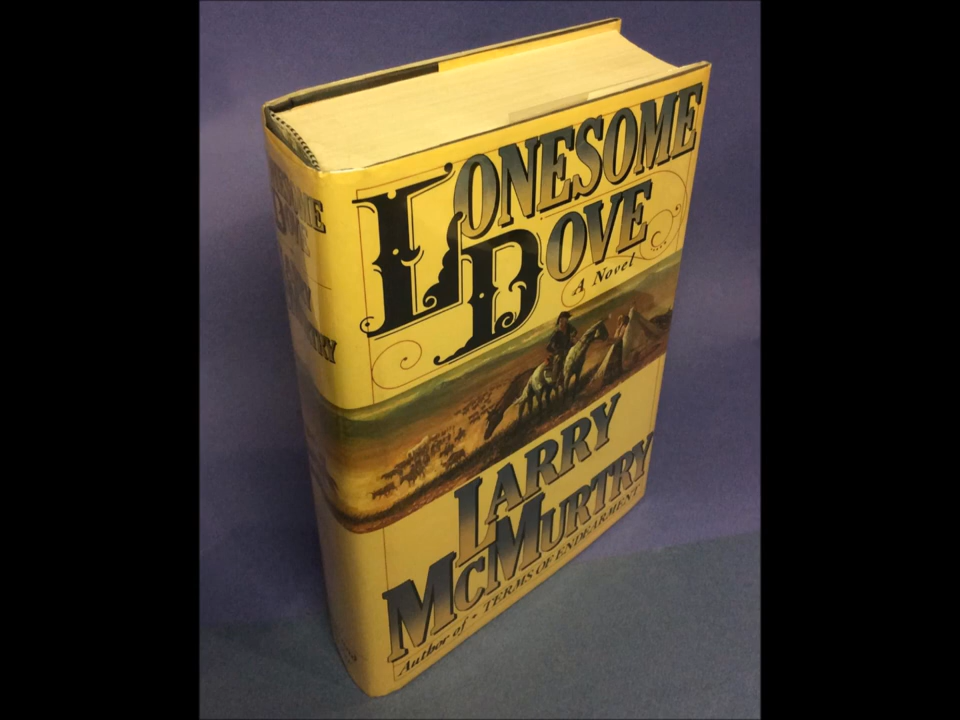 LONESOME
DOVE
A Novel
LARRY
McMURTRY
Author of • TERMS OF ENDEARMENT